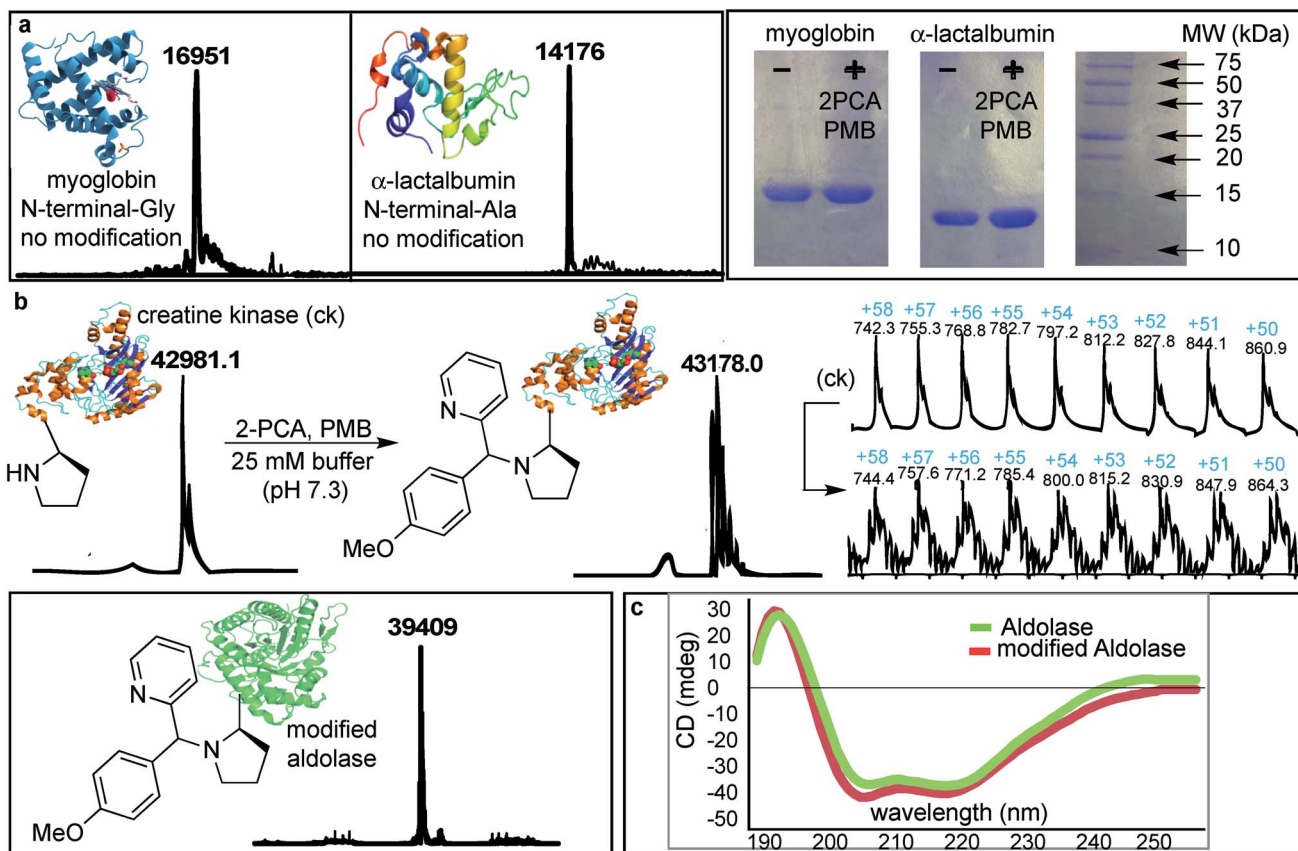 a
16951
myoglobin
N-terminal-Gly
no modification
14176
α-lactalbumin
N-terminal-Ala
no modification
myoglobin
α-lactalbumin
MW (kDa)
− +
− +
2PCA
PMB
2PCA
PMB
75
50
37
25
20
15
10
b
creatine kinase (ck)
42981.1
HN
2-PCA, PMB
25 mM buffer
(pH 7.3)
N
N
MeO
43178.0
(ck)
+58 +57 +56 +55 +54 +53 +52 +51 +50
742.3 755.3 768.8 782.7 797.2 812.2 827.8 844.1 860.9
+58 +57 +56 +55 +54 +53 +52 +51 +50
744.4 757.6 771.2 785.4 800.0 815.2 830.9 847.9 864.3
N
N
MeO
modified
aldolase
39409
c
CD (mdeg)
30
20
10
0
-10
-20
-30
-40
-50
Aldolase
modified Aldolase
wavelength (nm)
190 200 210 220 230 240 250